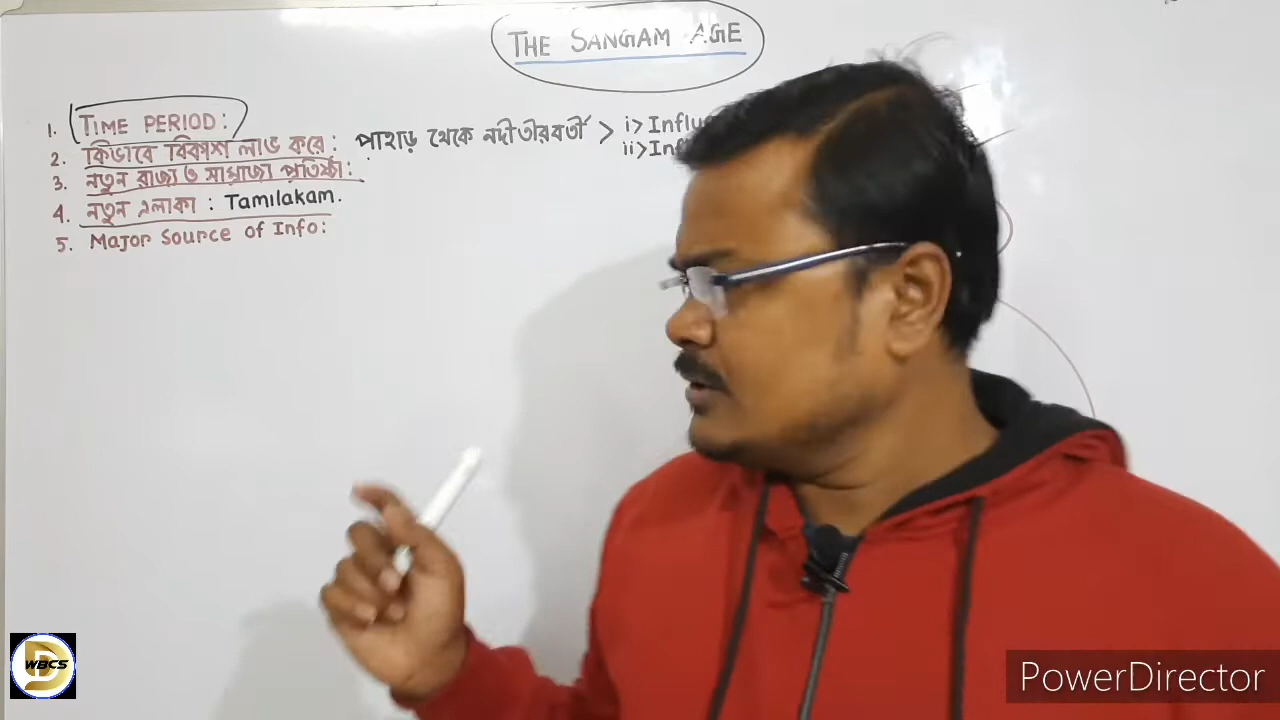 THE SANGAM AGE
1. TIME PERIOD:
2. কিভাবে বিকাশ লাভ করে: পাহাড় থেকে নদীতীরবর্তী > i> Influ
ii> Inf
3. নতুন রাজ্য ও সাম্রাজ্য প্রতিষ্ঠা:
4. নতুন এলাকা : Tamilakam.
5. Major Source of Info:
D WBCS
PowerDirector